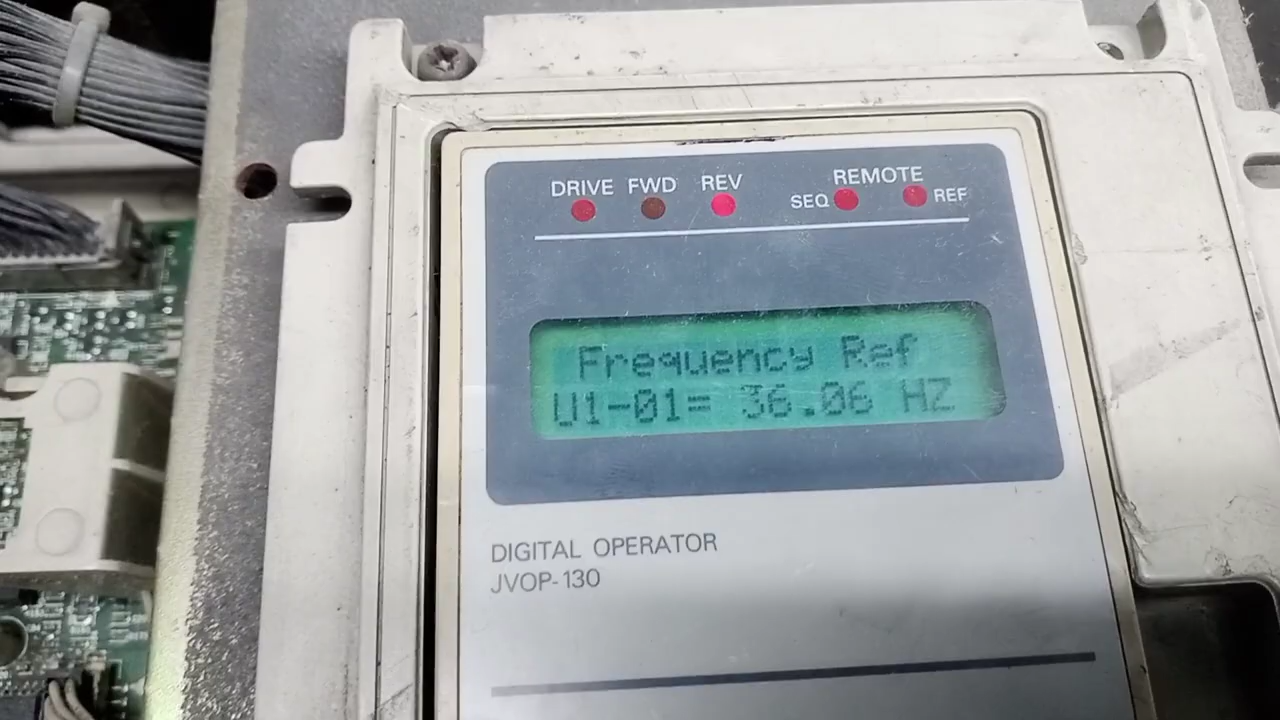 DRIVE FWD REV
REMOTE
SEQ REF
Frequency Ref
U1-01= 36.06 HZ
DIGITAL OPERATOR
JVOP-130